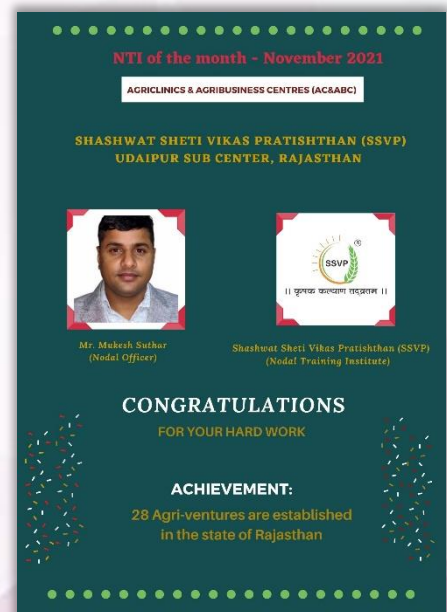 NTI of the month - November 2021
AGRICLINICS & AGRIBUSINESS CENTRES (AC&ABC)
SHASHWAT SHETI VIKAS PRATISHTHAN (SSVP)
UDAIPUR SUB CENTER, RAJASTHAN
SSVP
®
|| कृषक कल्याण तद्व्रतम ||
Mr. Mukesh Suthar
(Nodal Officer)
Shashwat Sheti Vikas Pratishthan (SSVP)
(Nodal Training Institute)
CONGRATULATIONS
FOR YOUR HARD WORK
ACHIEVEMENT:
28 Agri-ventures are established
in the state of Rajasthan